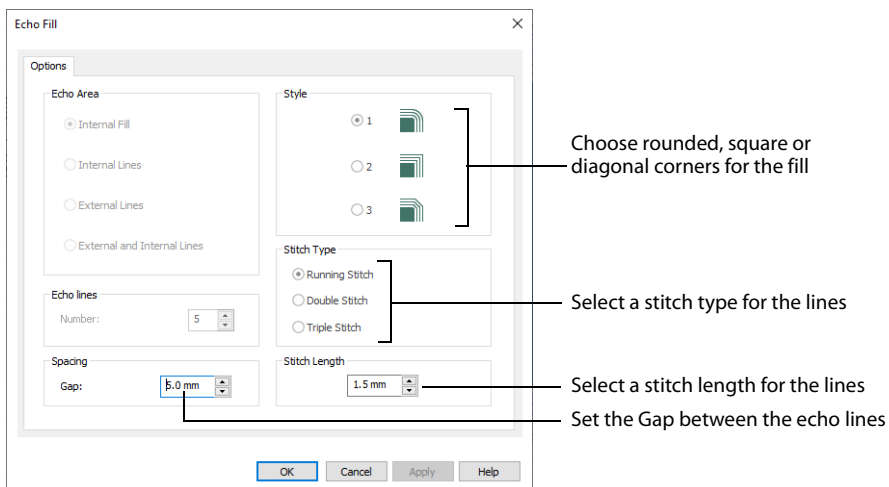 Echo Fill
Options
Echo Area
Internal Fill
Internal Lines
External Lines
External and Internal Lines
Echo lines
Number: 5
Spacing
Gap: 5.0 mm
Style
1
2
3
Stitch Type
Running Stitch
Double Stitch
Triple Stitch
Stitch Length
1.5 mm
OK Cancel Apply Help
Choose rounded, square or
diagonal corners for the fill
Select a stitch type for the lines
Select a stitch length for the lines
Set the Gap between the echo lines